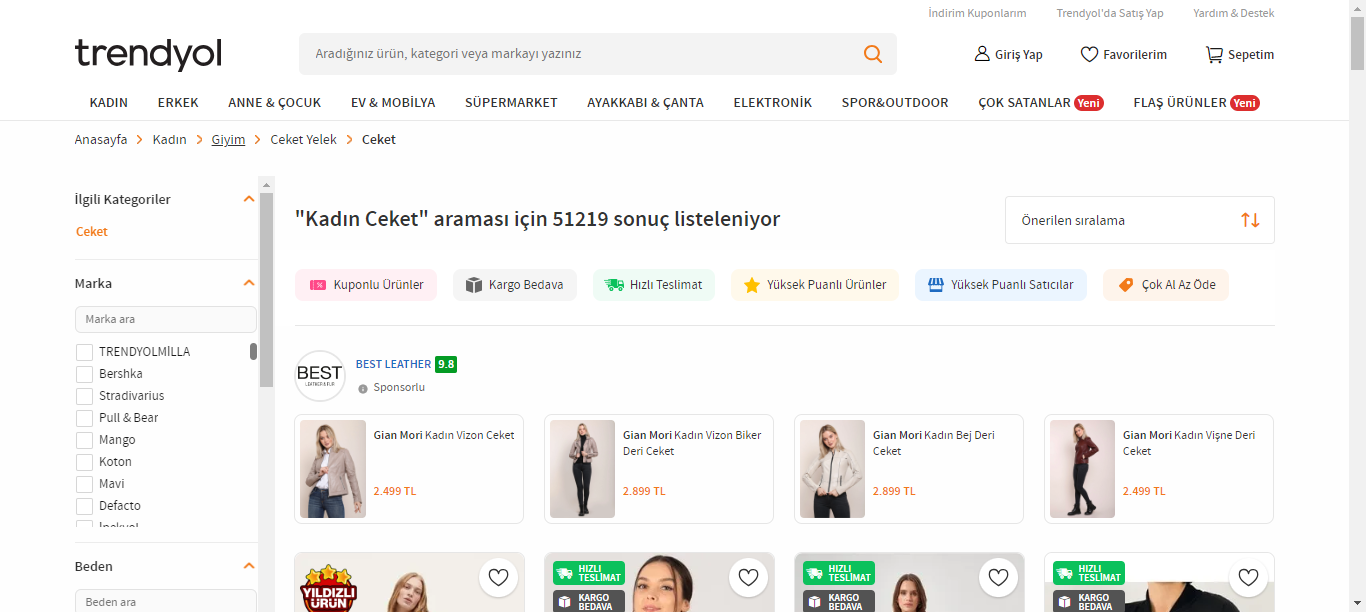 İndirim Kuponlarım Trendyol'da Satış Yap Yardım & Destek
trendyol
Aradığınız ürün, kategori veya markayı yazınız
Giriş Yap Favorilerim Sepetim
KADIN ERKEK ANNE & ÇOCUK EV & MOBİLYA SÜPERMARKET AYAKKABI & ÇANTA ELEKTRONİK SPOR&OUTDOOR ÇOK SATANLAR Yeni FLAŞ ÜRÜNLER Yeni
Anasayfa Kadın Giyim Ceket Yelek Ceket
İlgili Kategoriler
Ceket
Marka
Marka ara
TRENDYOLMİLLA
Bershka
Stradivarius
Pull & Bear
Mango
Koton
Mavi
Defacto
İpekyol
Beden
Beden ara
"Kadın Ceket" araması için 51219 sonuç listeleniyor
Önerilen sıralama
Kuponlu Ürünler Kargo Bedava Hızlı Teslimat Yüksek Puanlı Ürünler Yüksek Puanlı Satıcılar Çok Al Az Öde
BEST
LEATHER & FUR
BEST LEATHER 9.8
Sponsorlu
Gian Mori Kadın Vizon Ceket
2.499 TL
Gian Mori Kadın Vizon Biker
Deri Ceket
2.899 TL
Gian Mori Kadın Bej Deri
Ceket
2.899 TL
Gian Mori Kadın Vişne Deri
Ceket
2.499 TL
YILDIZLI
ÜRÜN
HIZLI
TESLİMAT
KARGO
BEDAVA
HIZLI
TESLİMAT
KARGO
BEDAVA
HIZLI
TESLİMAT
KARGO
BEDAVA